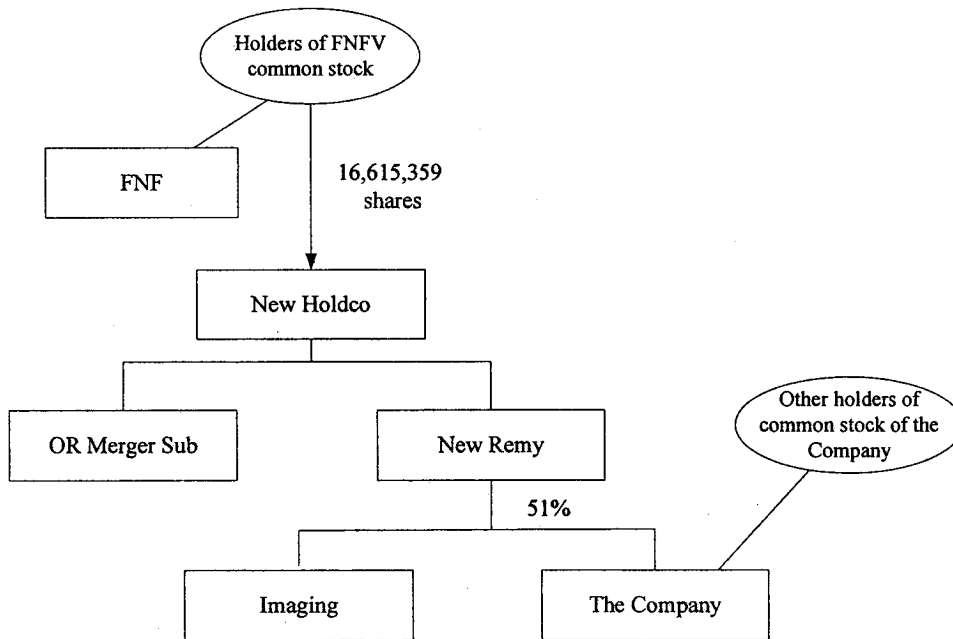 Holders of FNFV
common stock
FNF
16,615,359
shares
New Holdco
OR Merger Sub
New Remy
Other holders of
common stock of the
Company
51%
Imaging
The Company